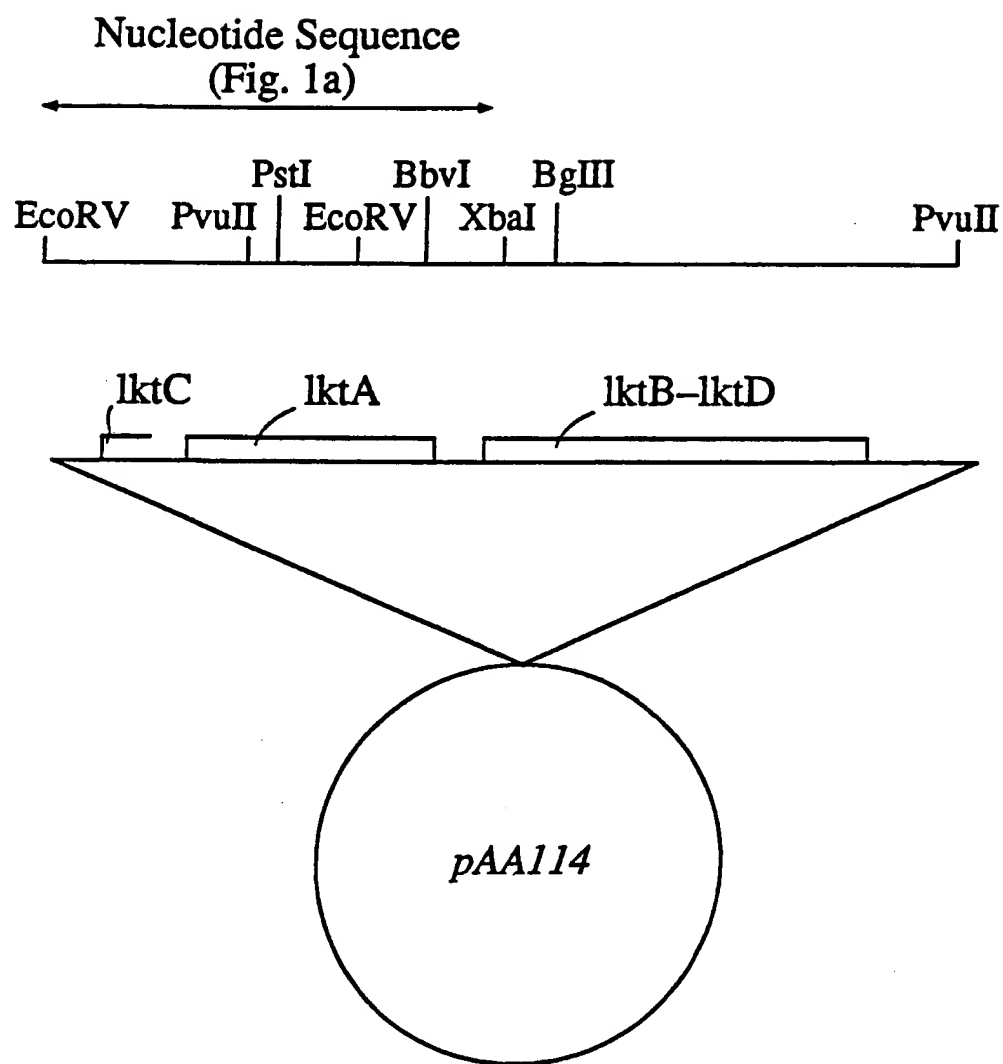 Nucleotide Sequence
(Fig. 1a)
PstI BbvI BglII
EcoRV PvuII EcoRV XbaI PvuII
lktC lktA lktB–lktD
pAA114